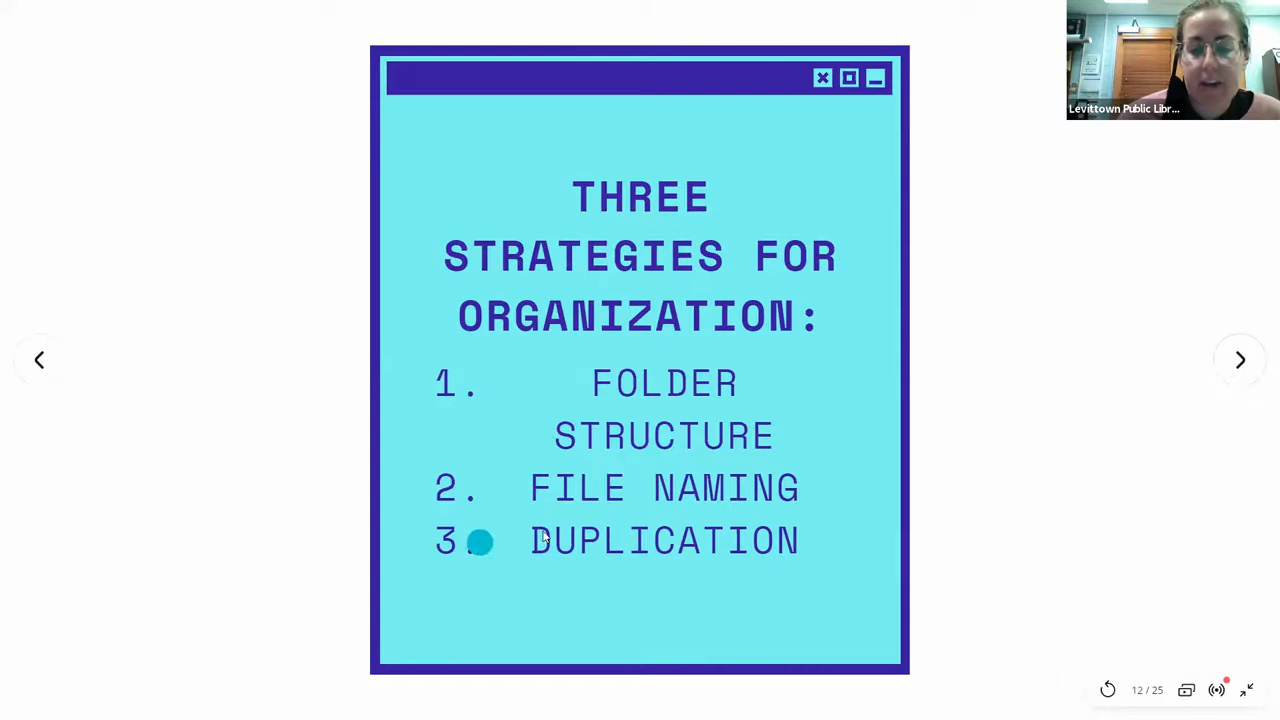 Levittown Public Libr...
THREE
STRATEGIES FOR
ORGANIZATION:
1. FOLDER
STRUCTURE
2. FILE NAMING
3. DUPLICATION
12 / 25